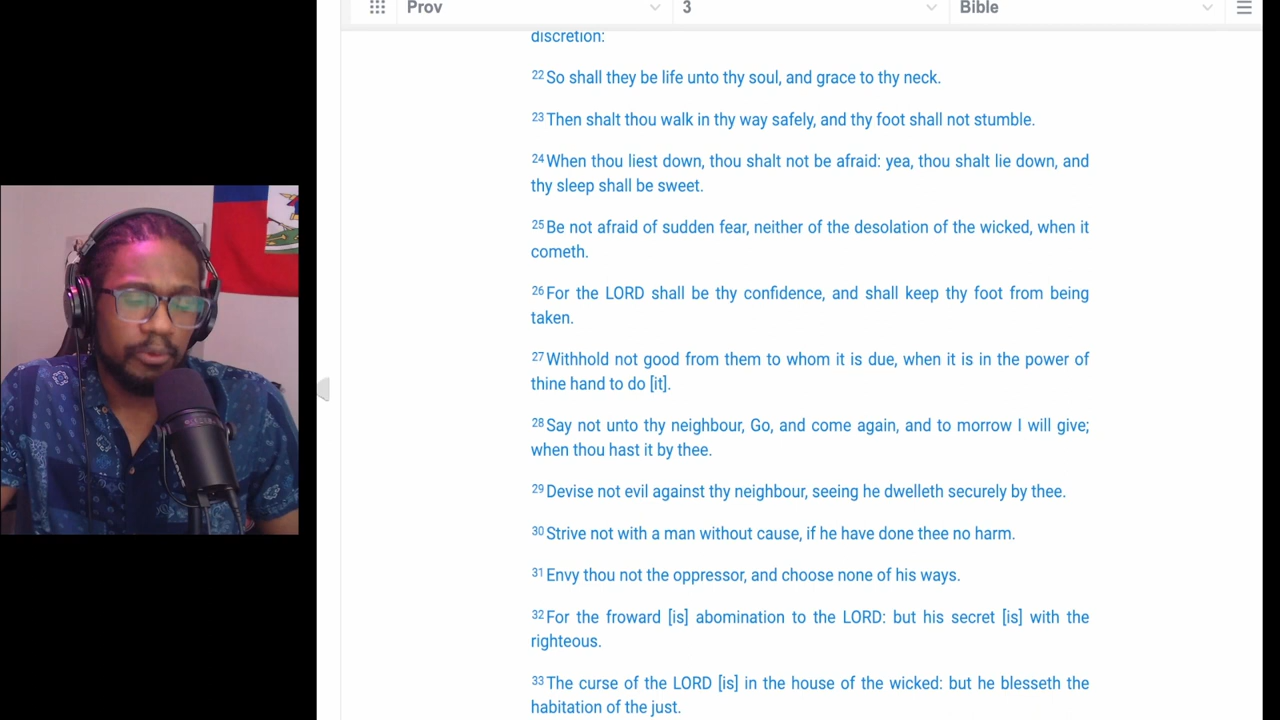 Prov 3 Bible
discretion:
22 So shall they be life unto thy soul, and grace to thy neck.
23 Then shalt thou walk in thy way safely, and thy foot shall not stumble.
24 When thou liest down, thou shalt not be afraid: yea, thou shalt lie down, and
thy sleep shall be sweet.
25 Be not afraid of sudden fear, neither of the desolation of the wicked, when it
cometh.
26 For the LORD shall be thy confidence, and shall keep thy foot from being
taken.
27 Withhold not good from them to whom it is due, when it is in the power of
thine hand to do [it].
28 Say not unto thy neighbour, Go, and come again, and to morrow I will give;
when thou hast it by thee.
29 Devise not evil against thy neighbour, seeing he dwelleth securely by thee.
30 Strive not with a man without cause, if he have done thee no harm.
31 Envy thou not the oppressor, and choose none of his ways.
32 For the froward [is] abomination to the LORD: but his secret [is] with the
righteous.
33 The curse of the LORD [is] in the house of the wicked: but he blesseth the
habitation of the just.